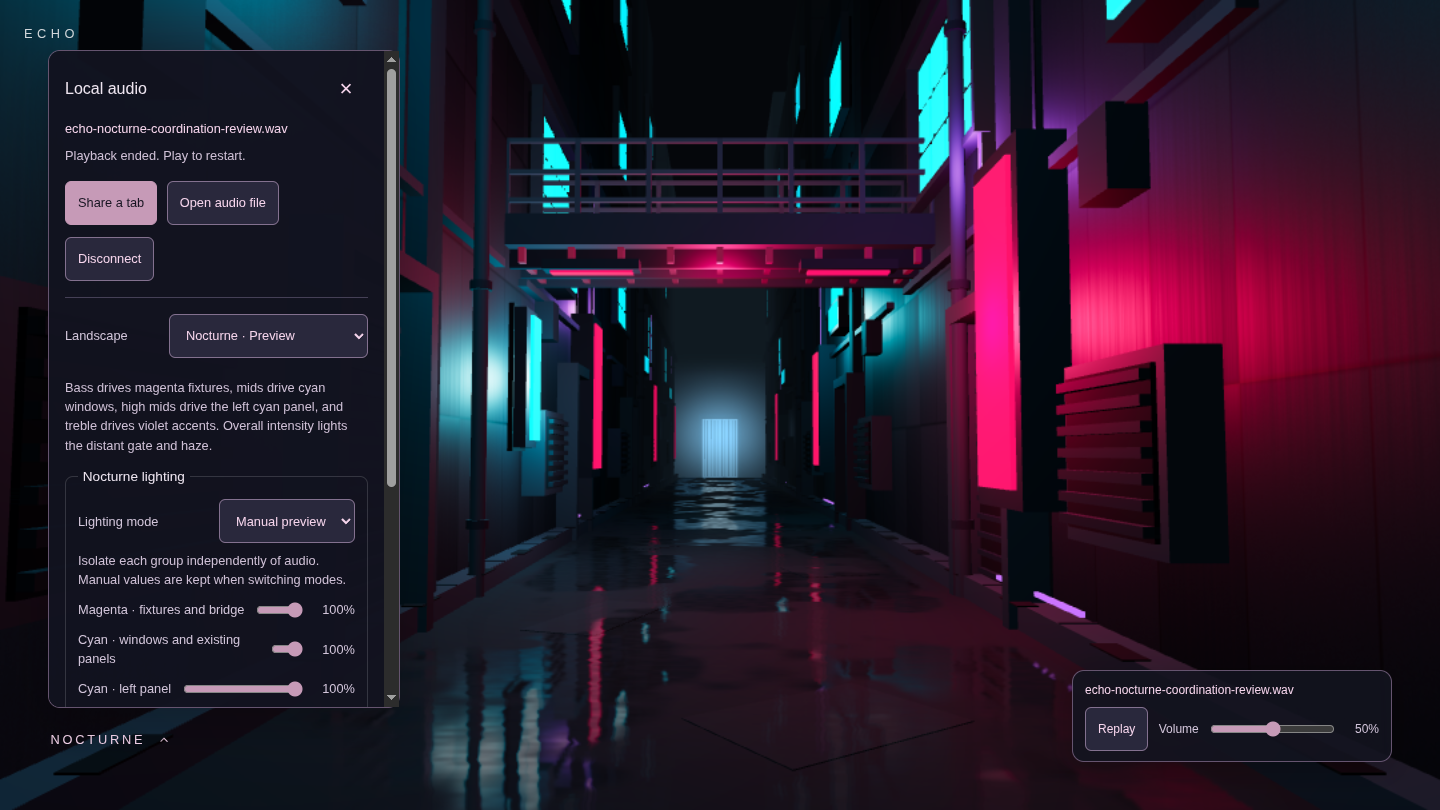 ECHO
Local audio
echo-nocturne-coordination-review.wav
Playback ended. Play to restart.
Share a tab
Open audio file
Disconnect
Landscape
Nocturne · Preview
Bass drives magenta fixtures, mids drive cyan
windows, high mids drive the left cyan panel, and
treble drives violet accents. Overall intensity lights
the distant gate and haze.
Nocturne lighting
Lighting mode
Manual preview
Isolate each group independently of audio.
Manual values are kept when switching modes.
Magenta · fixtures and bridge 100%
Cyan · windows and existing
panels
100%
Cyan · left panel 100%
NOCTURNE
echo-nocturne-coordination-review.wav
Replay
Volume
50%